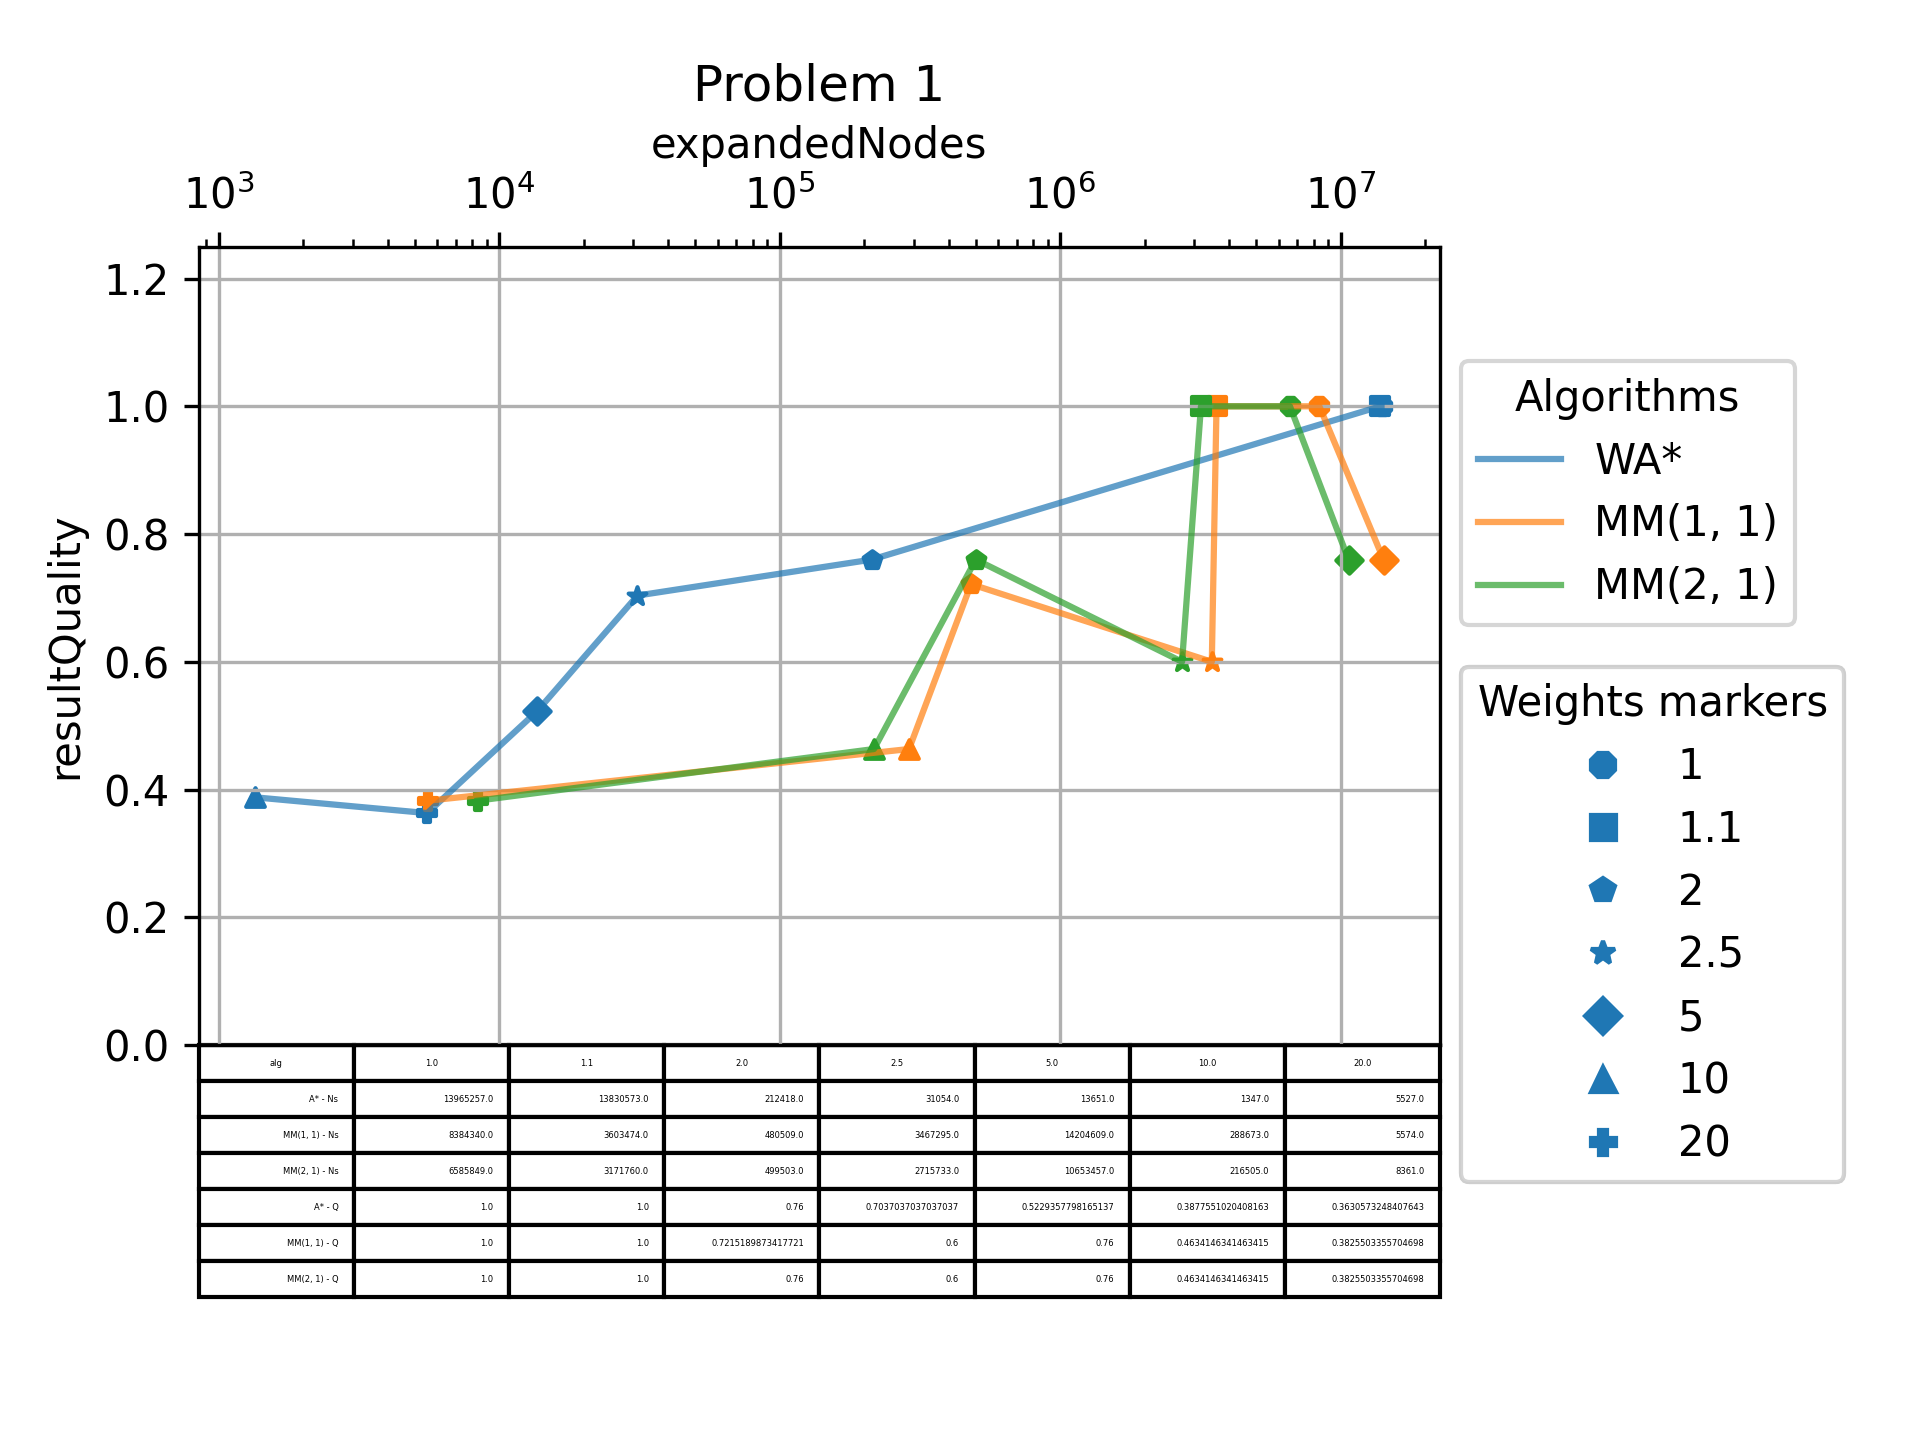 Problem 1
expandedNodes
10³ 10⁴ 10⁵ 10⁶ 10⁷
resultQuality
1.2
1.0
0.8
0.6
0.4
0.2
0.0
Algorithms
WA*
MM(1, 1)
MM(2, 1)
Weights markers
1
1.1
2
2.5
5
10
20
alg 1.0 1.1 2.0 2.5 5.0 10.0 20.0
A* - Ns 13965257.0 13830573.0 212418.0 31054.0 13651.0 1347.0 5527.0
MM(1, 1) - Ns 8384340.0 3603474.0 480509.0 3467295.0 14204609.0 288673.0 5574.0
MM(2, 1) - Ns 6585849.0 3171760.0 499503.0 2715733.0 10653457.0 216505.0 8361.0
A* - Q 1.0 1.0 0.76 0.7037037037037037 0.5229357798165137 0.3877551020408163 0.3630573248407643
MM(1, 1) - Q 1.0 1.0 0.7215189873417721 0.6 0.76 0.4634146341463415 0.3825503355704698
MM(2, 1) - Q 1.0 1.0 0.76 0.6 0.76 0.4634146341463415 0.3825503355704698